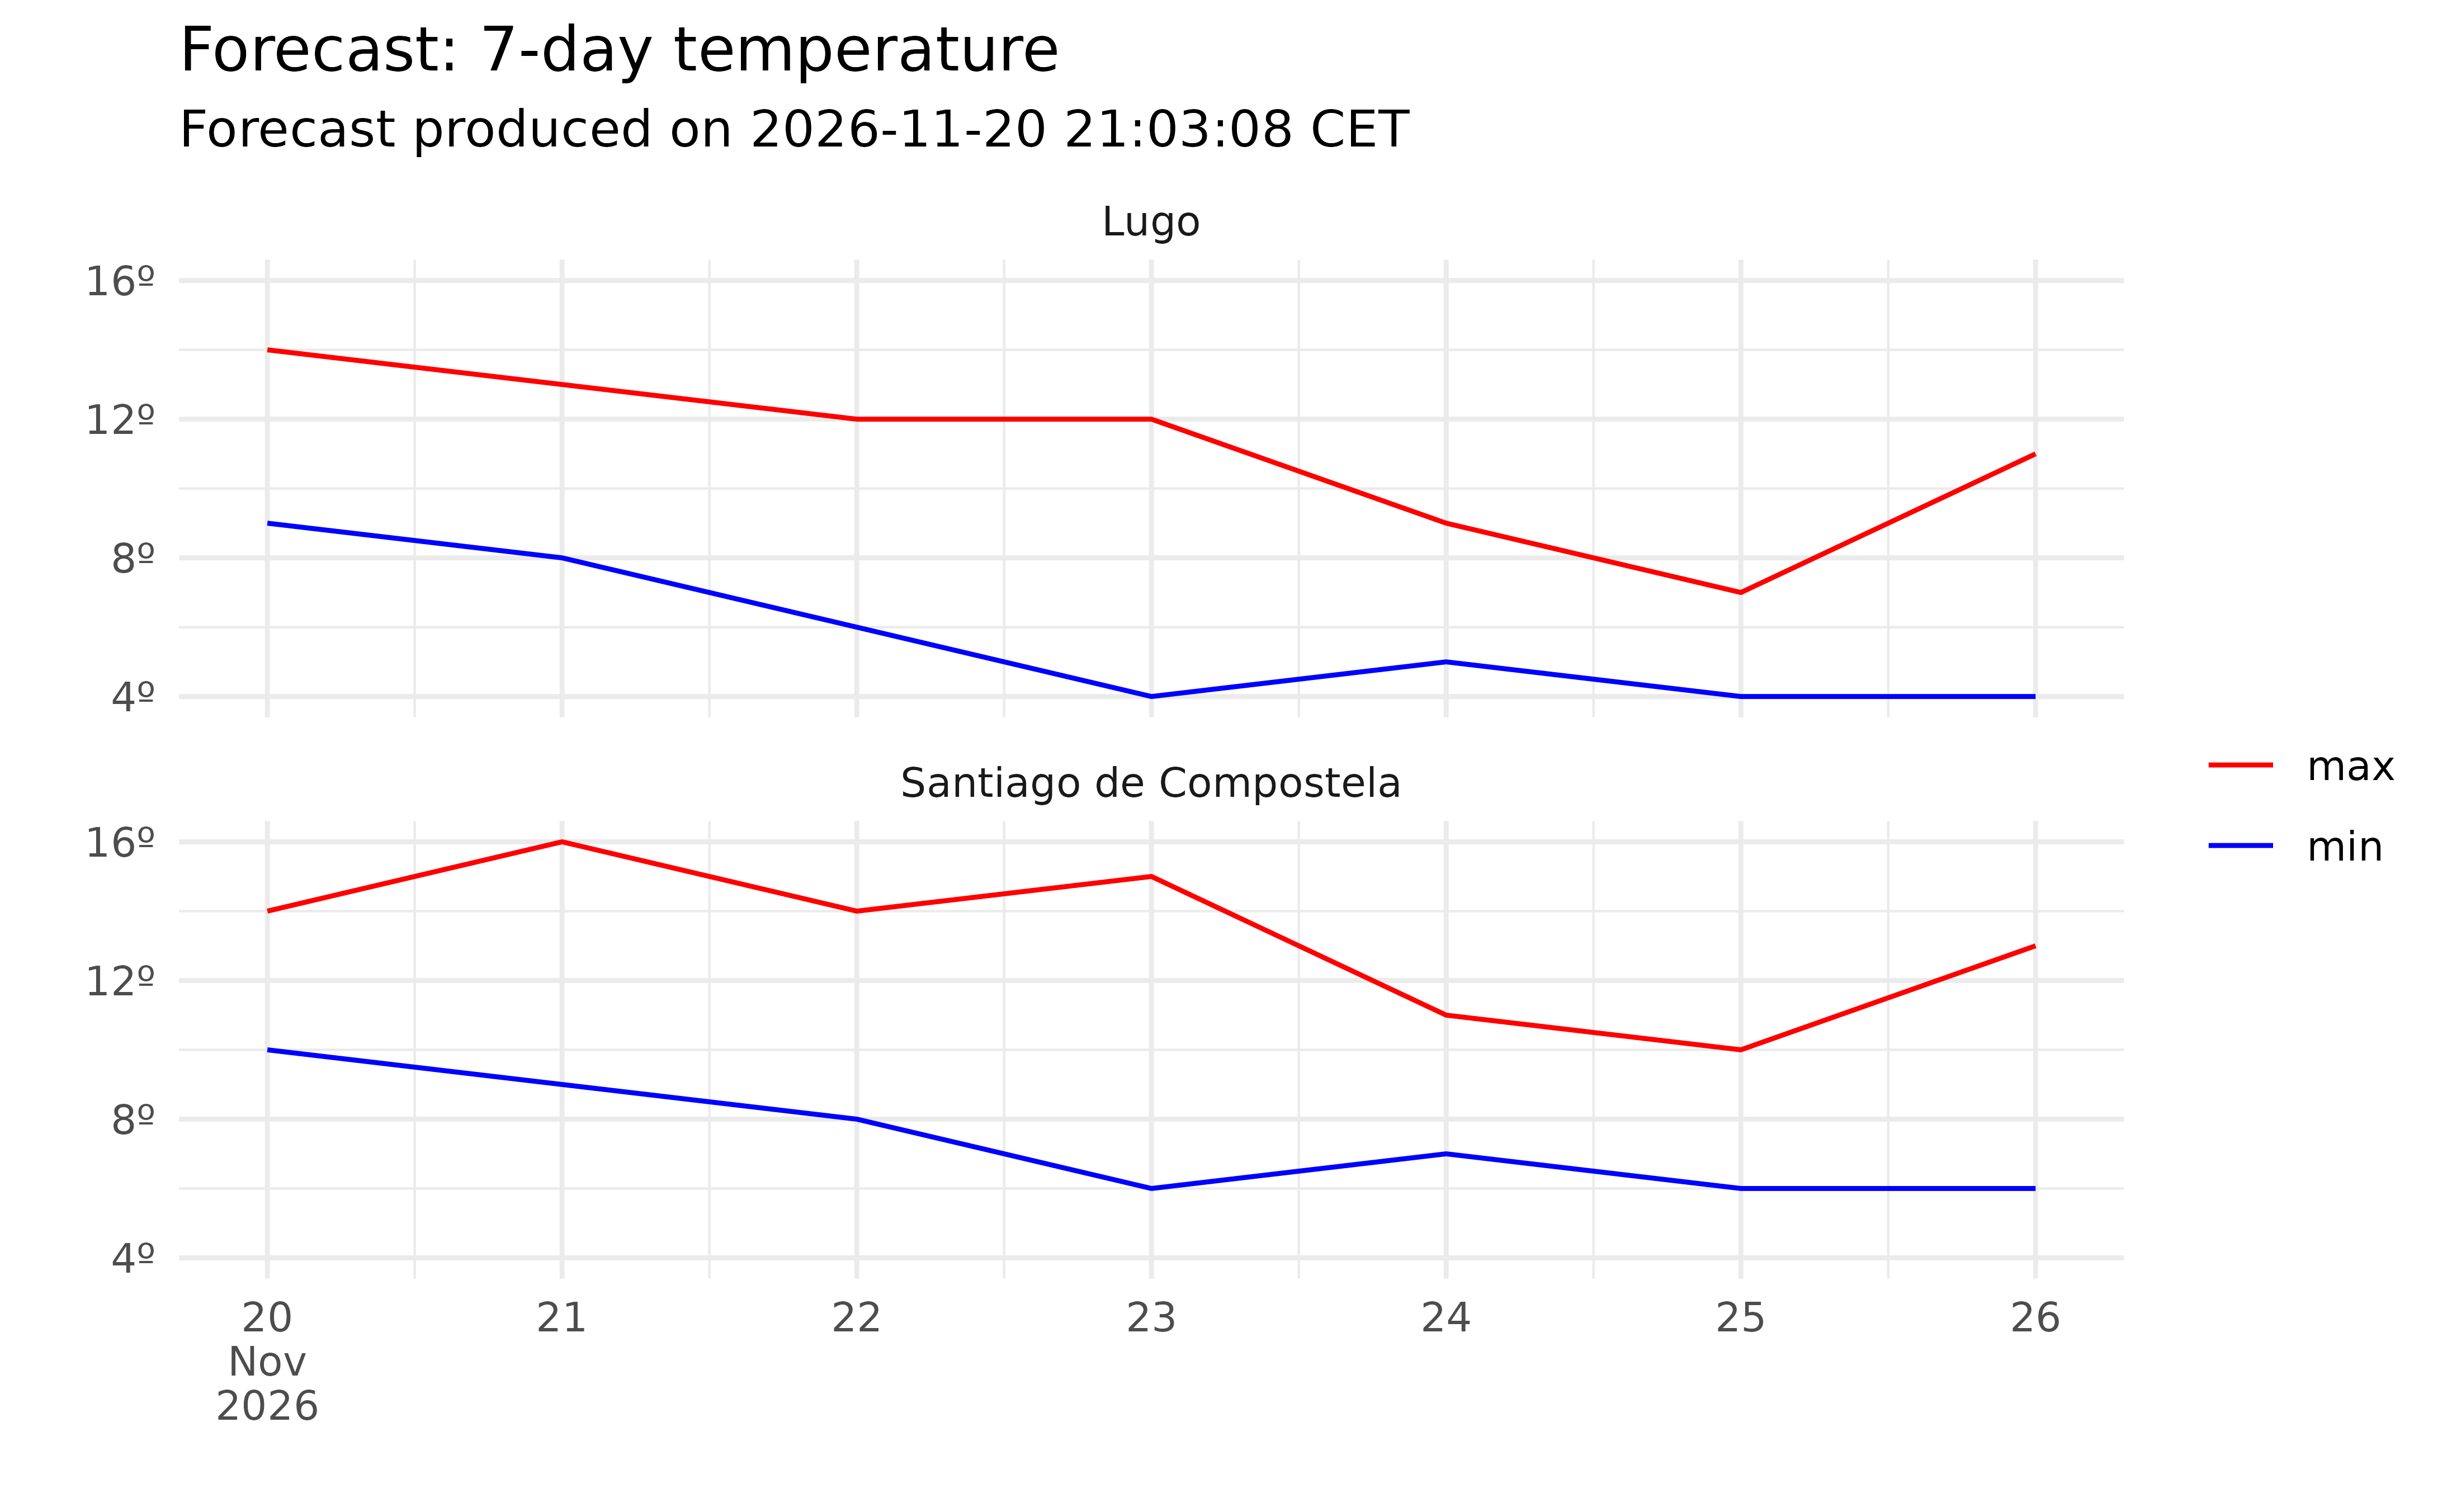 Forecast: 7-day temperature
Forecast produced on 2026-11-20 21:03:08 CET
Lugo
16º
12º
8º
4º
max
min
Santiago de Compostela
16º
12º
8º
4º
20 21 22 23 24 25 26
Nov
2026